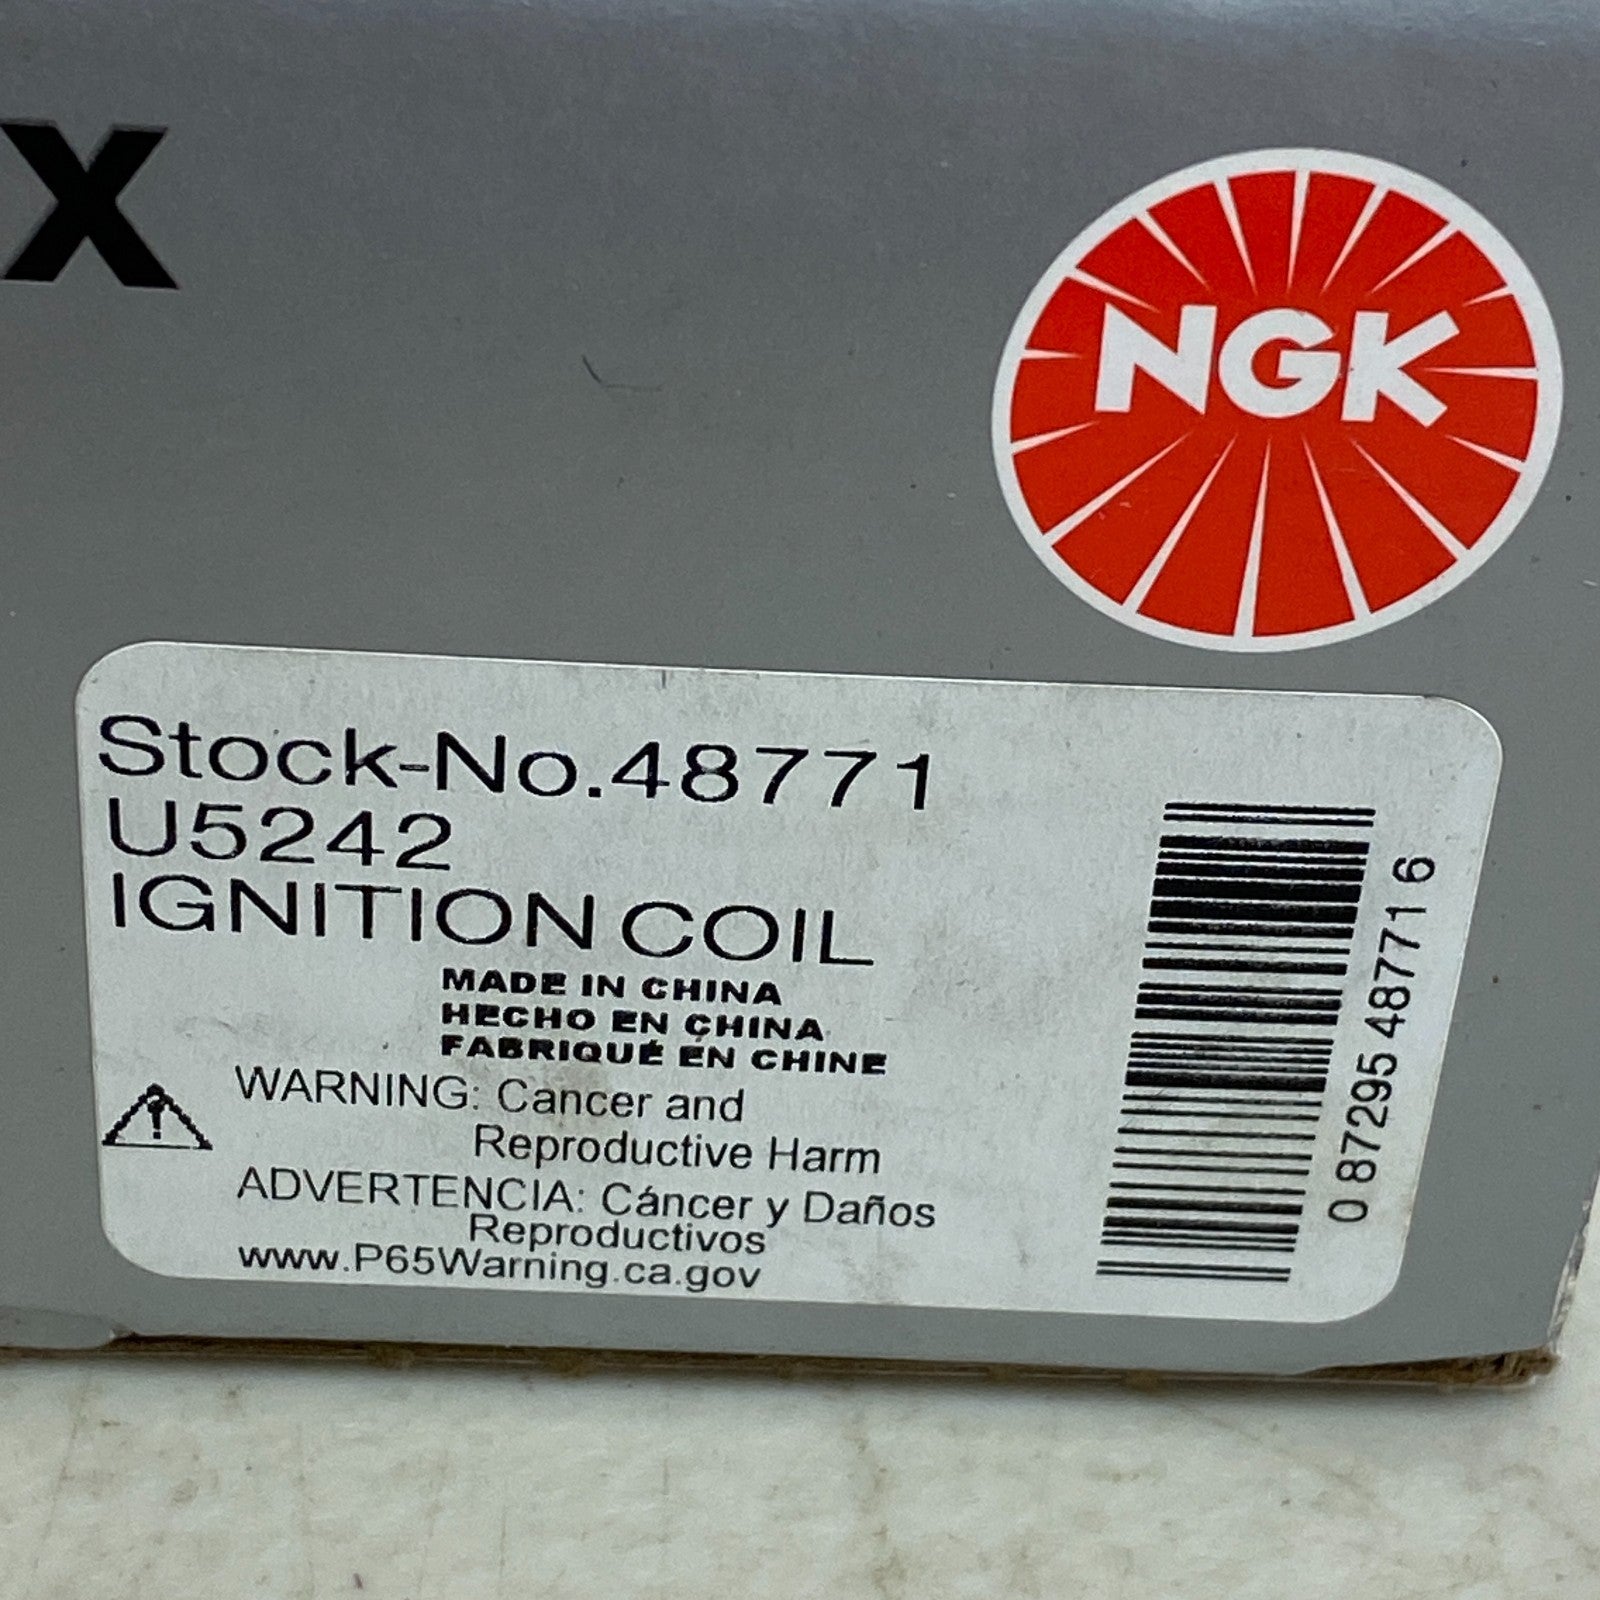 X
NGK
Stock-No.48771
U5242
IGNITION COIL
MADE IN CHINA
HECHO EN CHINA
FABRIQUÉ EN CHINE
WARNING: Cancer and
Reproductive Harm
ADVERTENCIA: Cáncer y Daños
Reproductivos
www.P65Warning.ca.gov
0 87295 48771 6